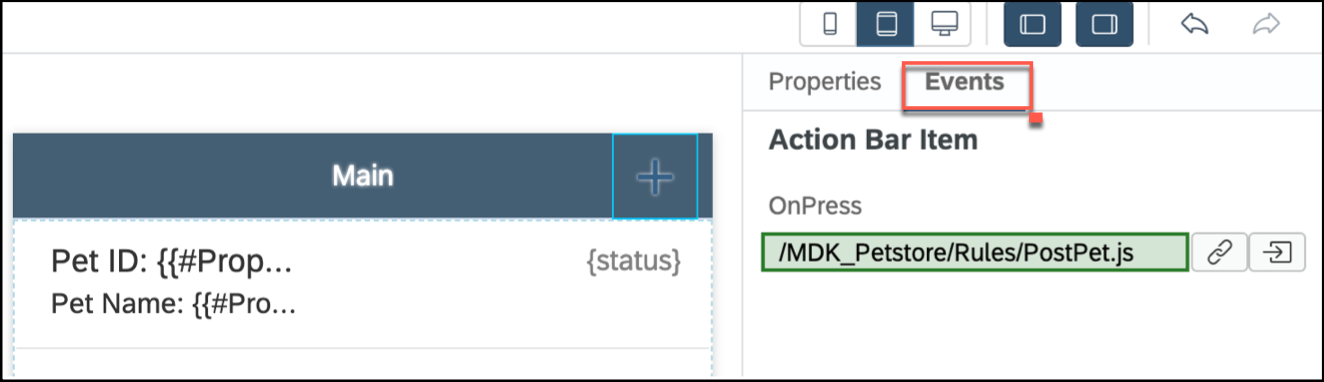 Properties
Events
Action Bar Item
Main
OnPress
/MDK_Petstore/Rules/PostPet.js
Pet ID: {{#Prop...
{status}
Pet Name: {{#Pro...